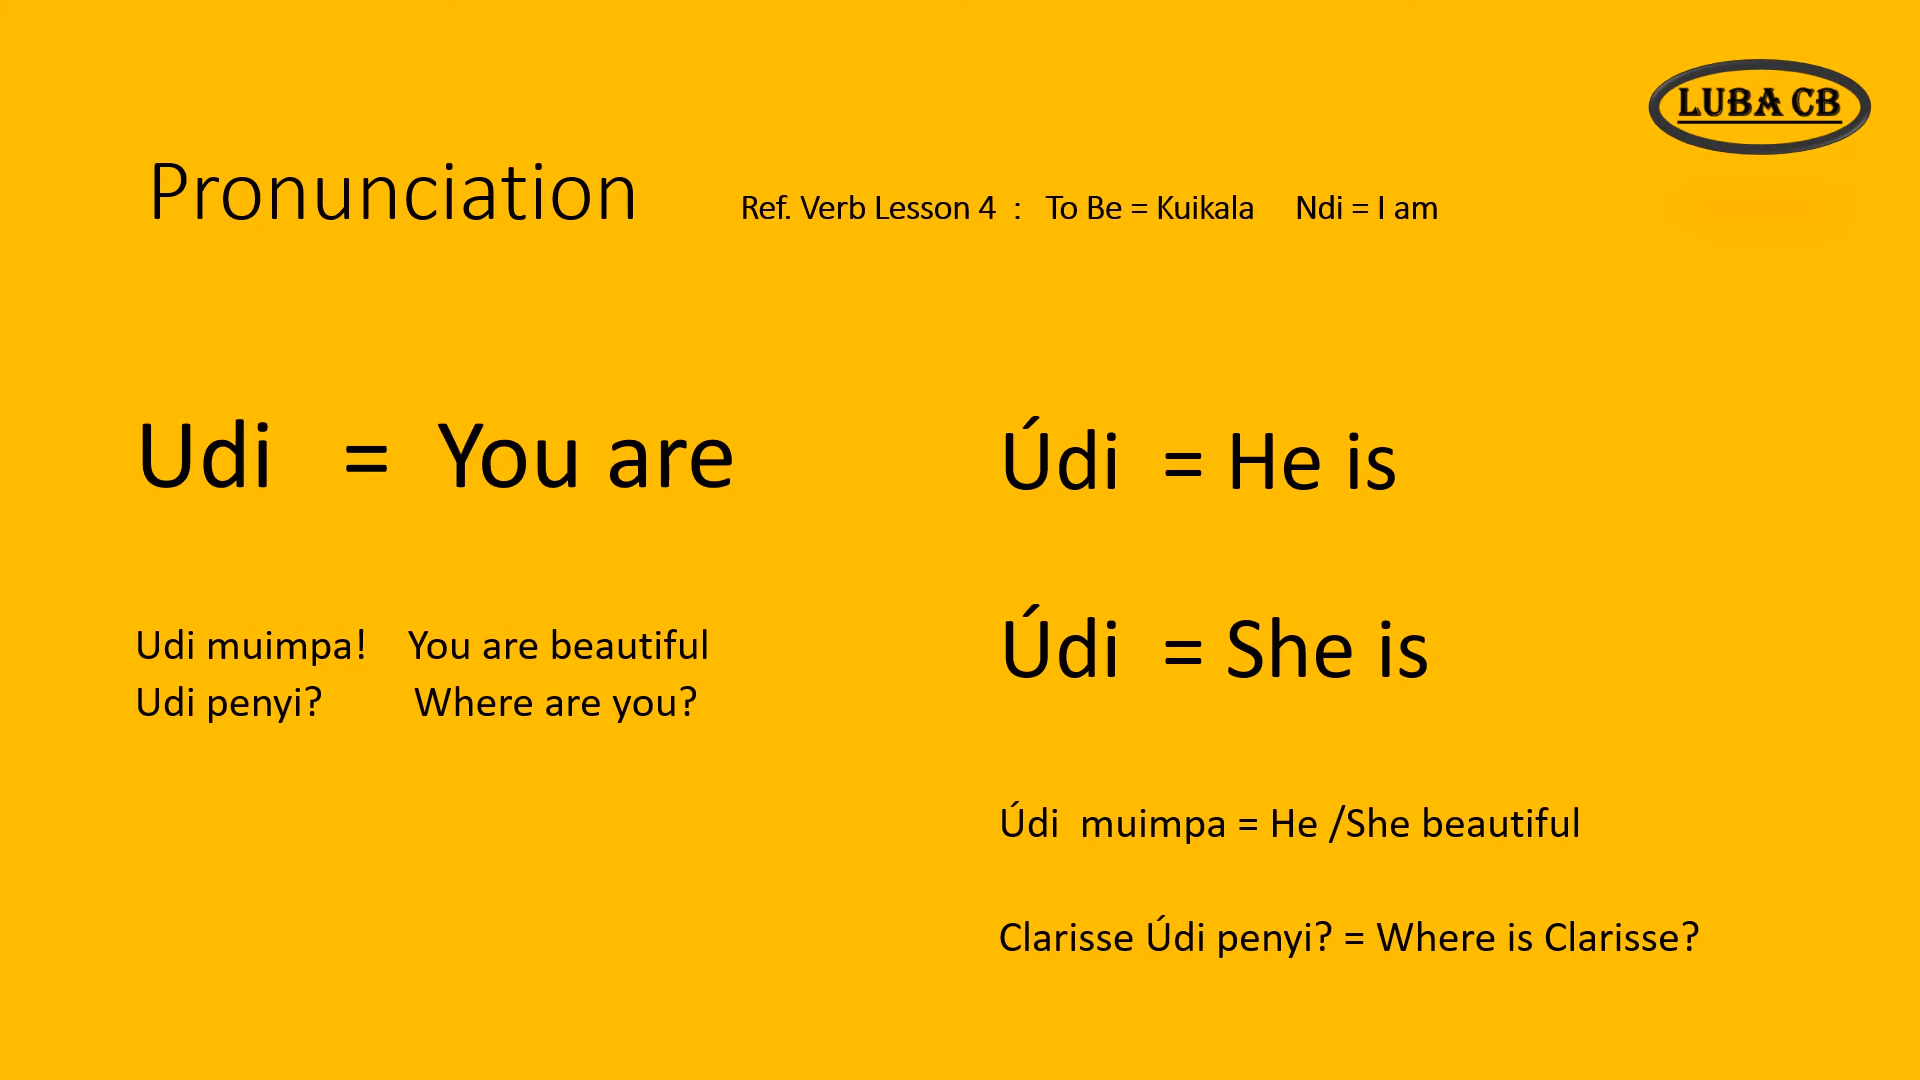 LUBA CB
Pronunciation
Ref. Verb Lesson 4 : To Be = Kuikala Ndi = I am
Udi = You are
Udi muimpa! You are beautiful
Udi penyi? Where are you?
Údi = He is
Údi = She is
Údi muimpa = He /She beautiful
Clarisse Údi penyi? = Where is Clarisse?